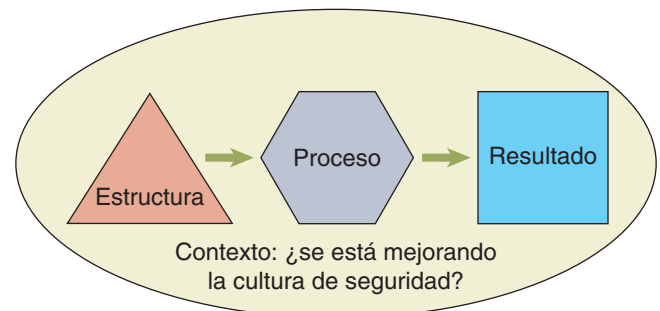 Estructura
Proceso
Resultado
Contexto: ¿se está mejorando
la cultura de seguridad?